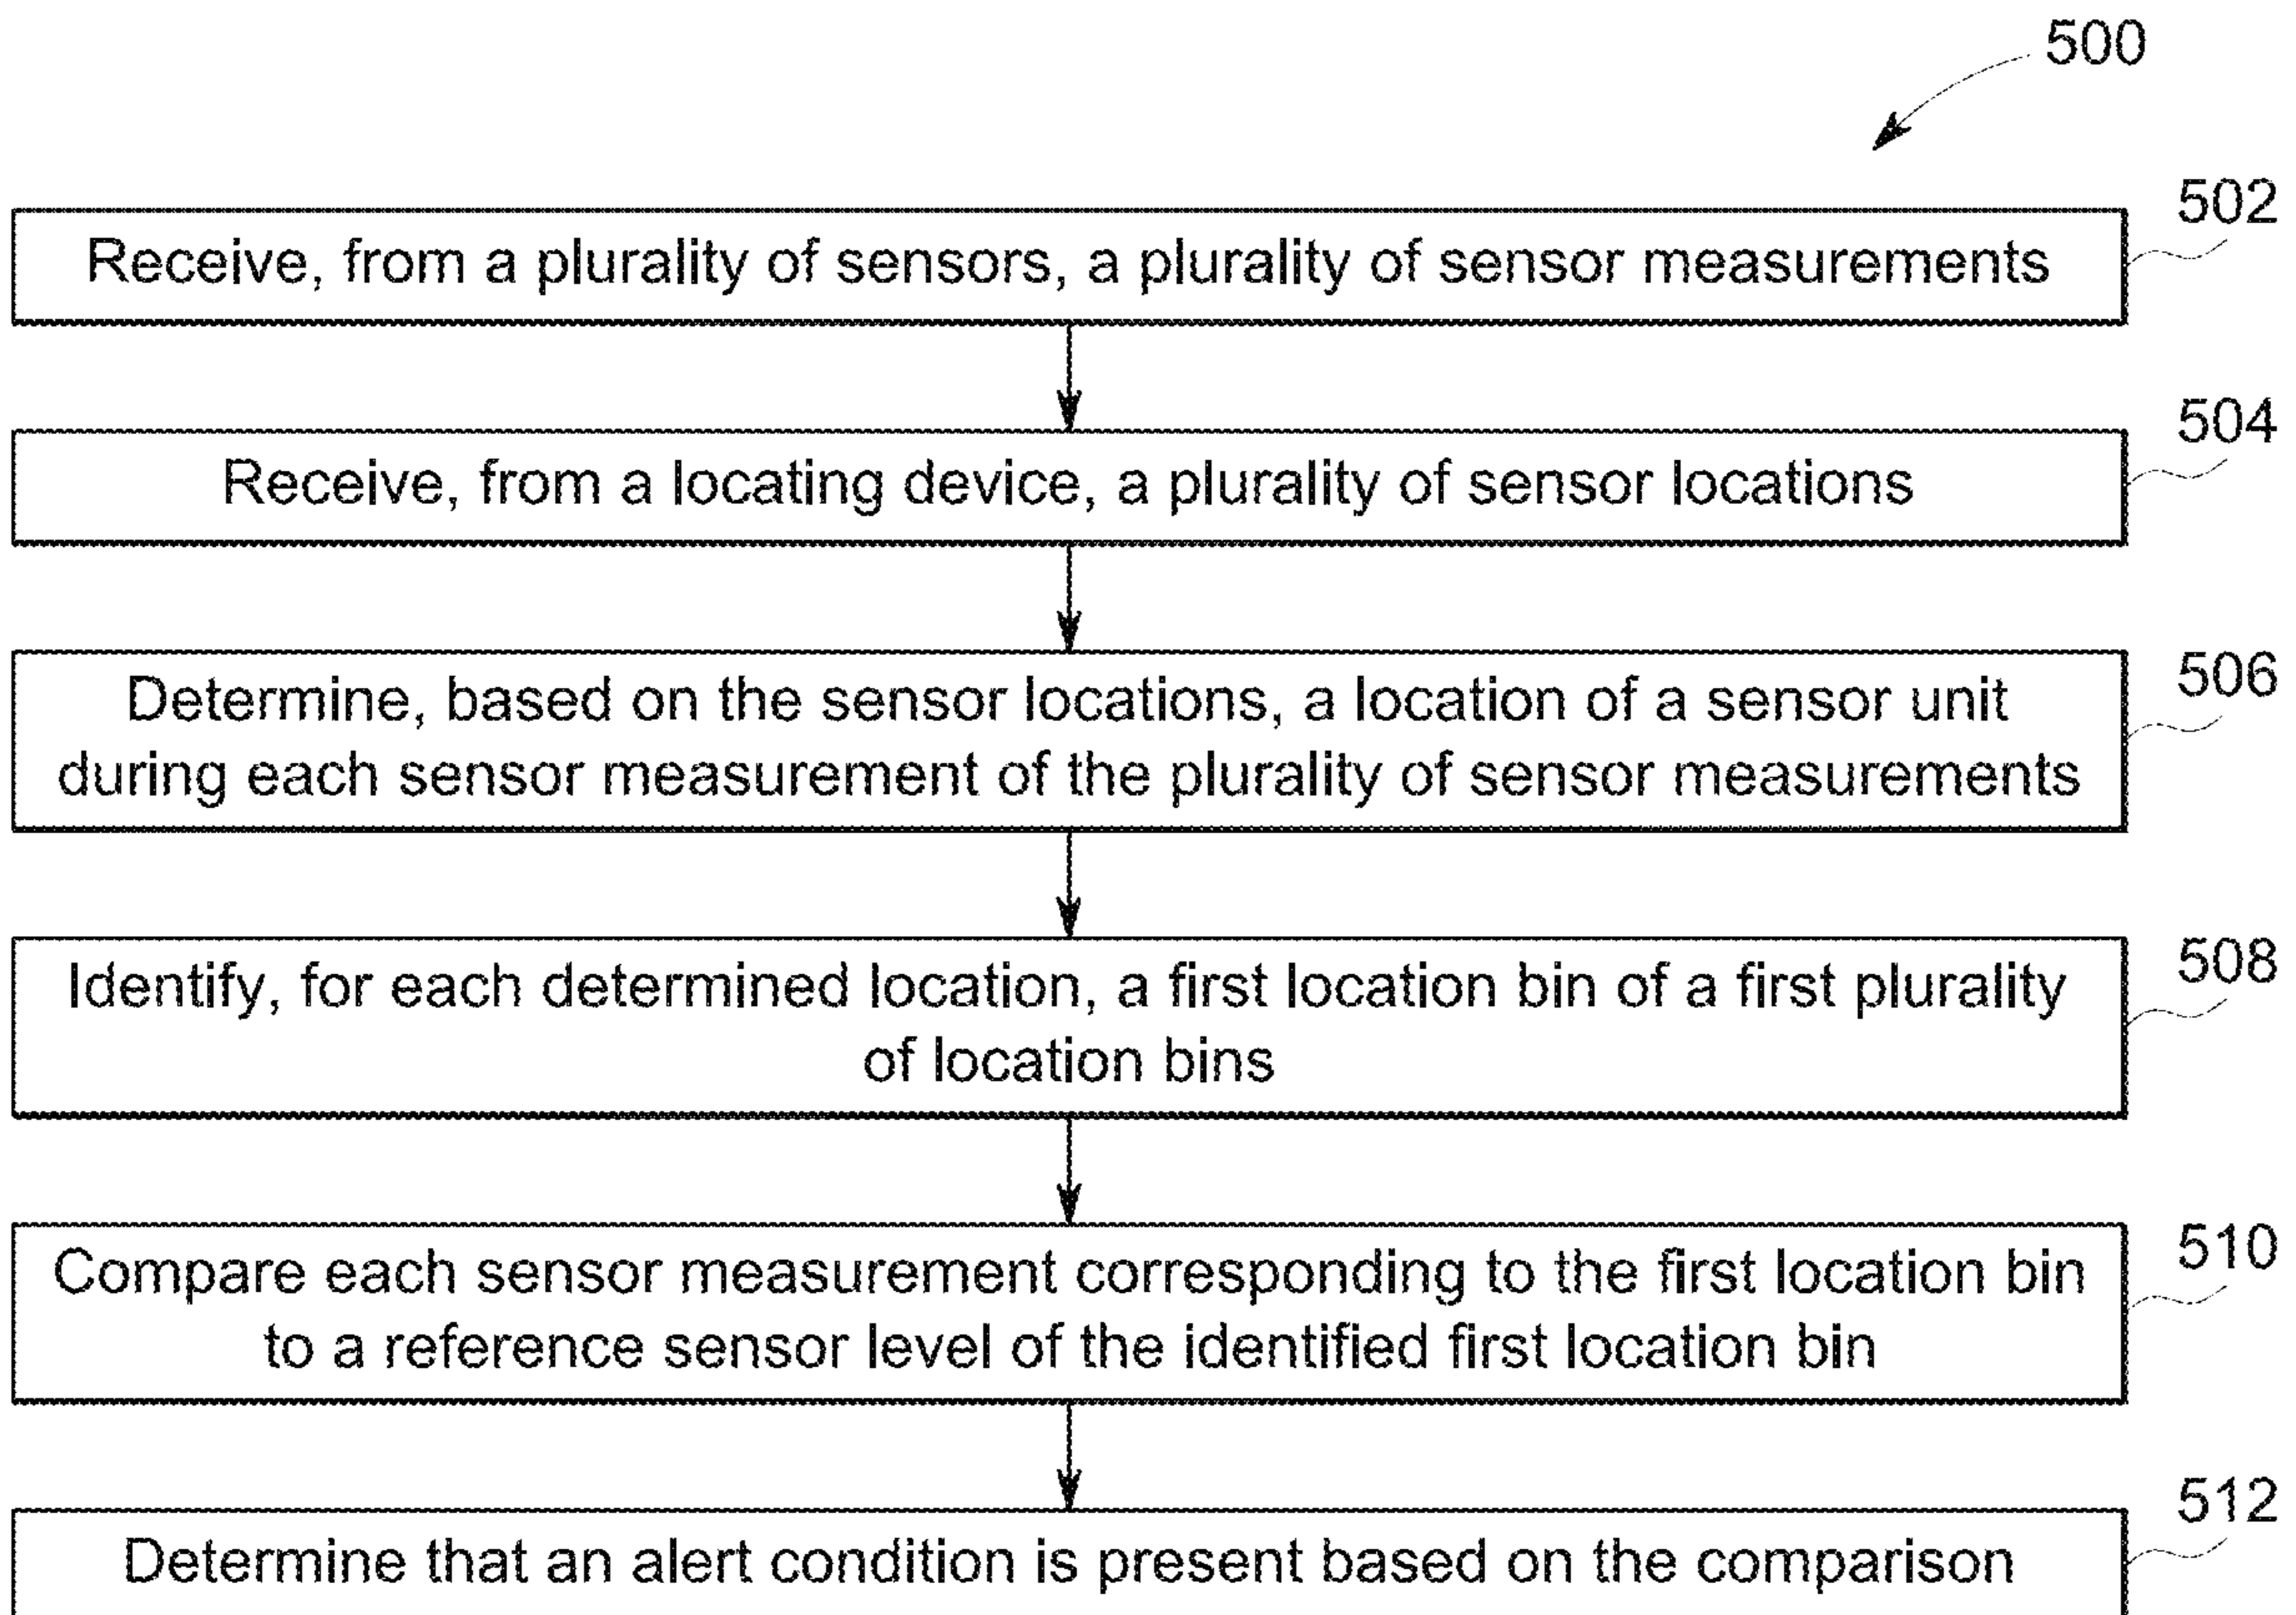 500
502
Receive, from a plurality of sensors, a plurality of sensor measurements
504
Receive, from a locating device, a plurality of sensor locations
506
Determine, based on the sensor locations, a location of a sensor unit
during each sensor measurement of the plurality of sensor measurements
508
Identify, for each determined location, a first location bin of a first plurality
of location bins
510
Compare each sensor measurement corresponding to the first location bin
to a reference sensor level of the identified first location bin
512
Determine that an alert condition is present based on the comparison